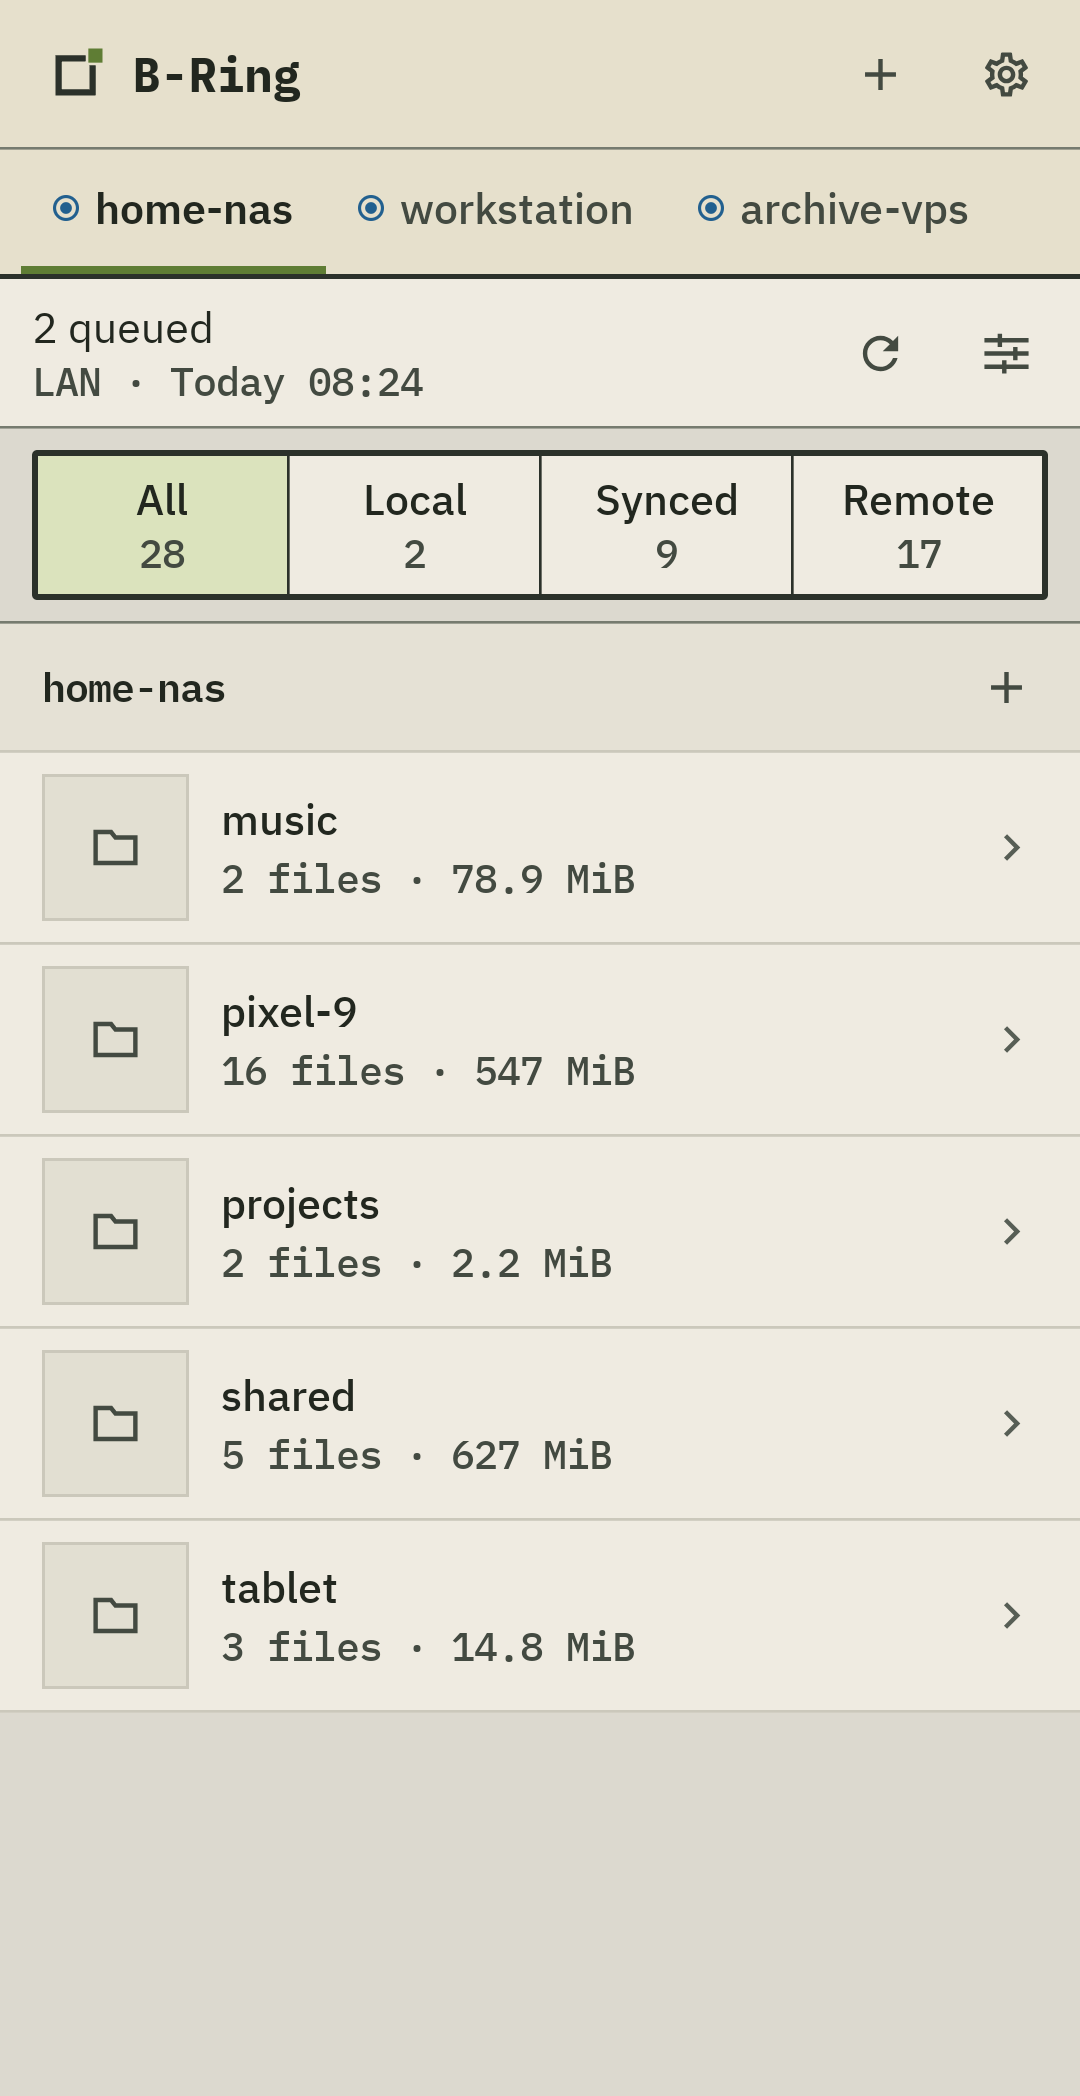 B-Ring
home-nas workstation archive-vps
2 queued
LAN · Today 08:24
All Local Synced Remote
28 2 9 17
home-nas
music
2 files · 78.9 MiB
pixel-9
16 files · 547 MiB
projects
2 files · 2.2 MiB
shared
5 files · 627 MiB
tablet
3 files · 14.8 MiB